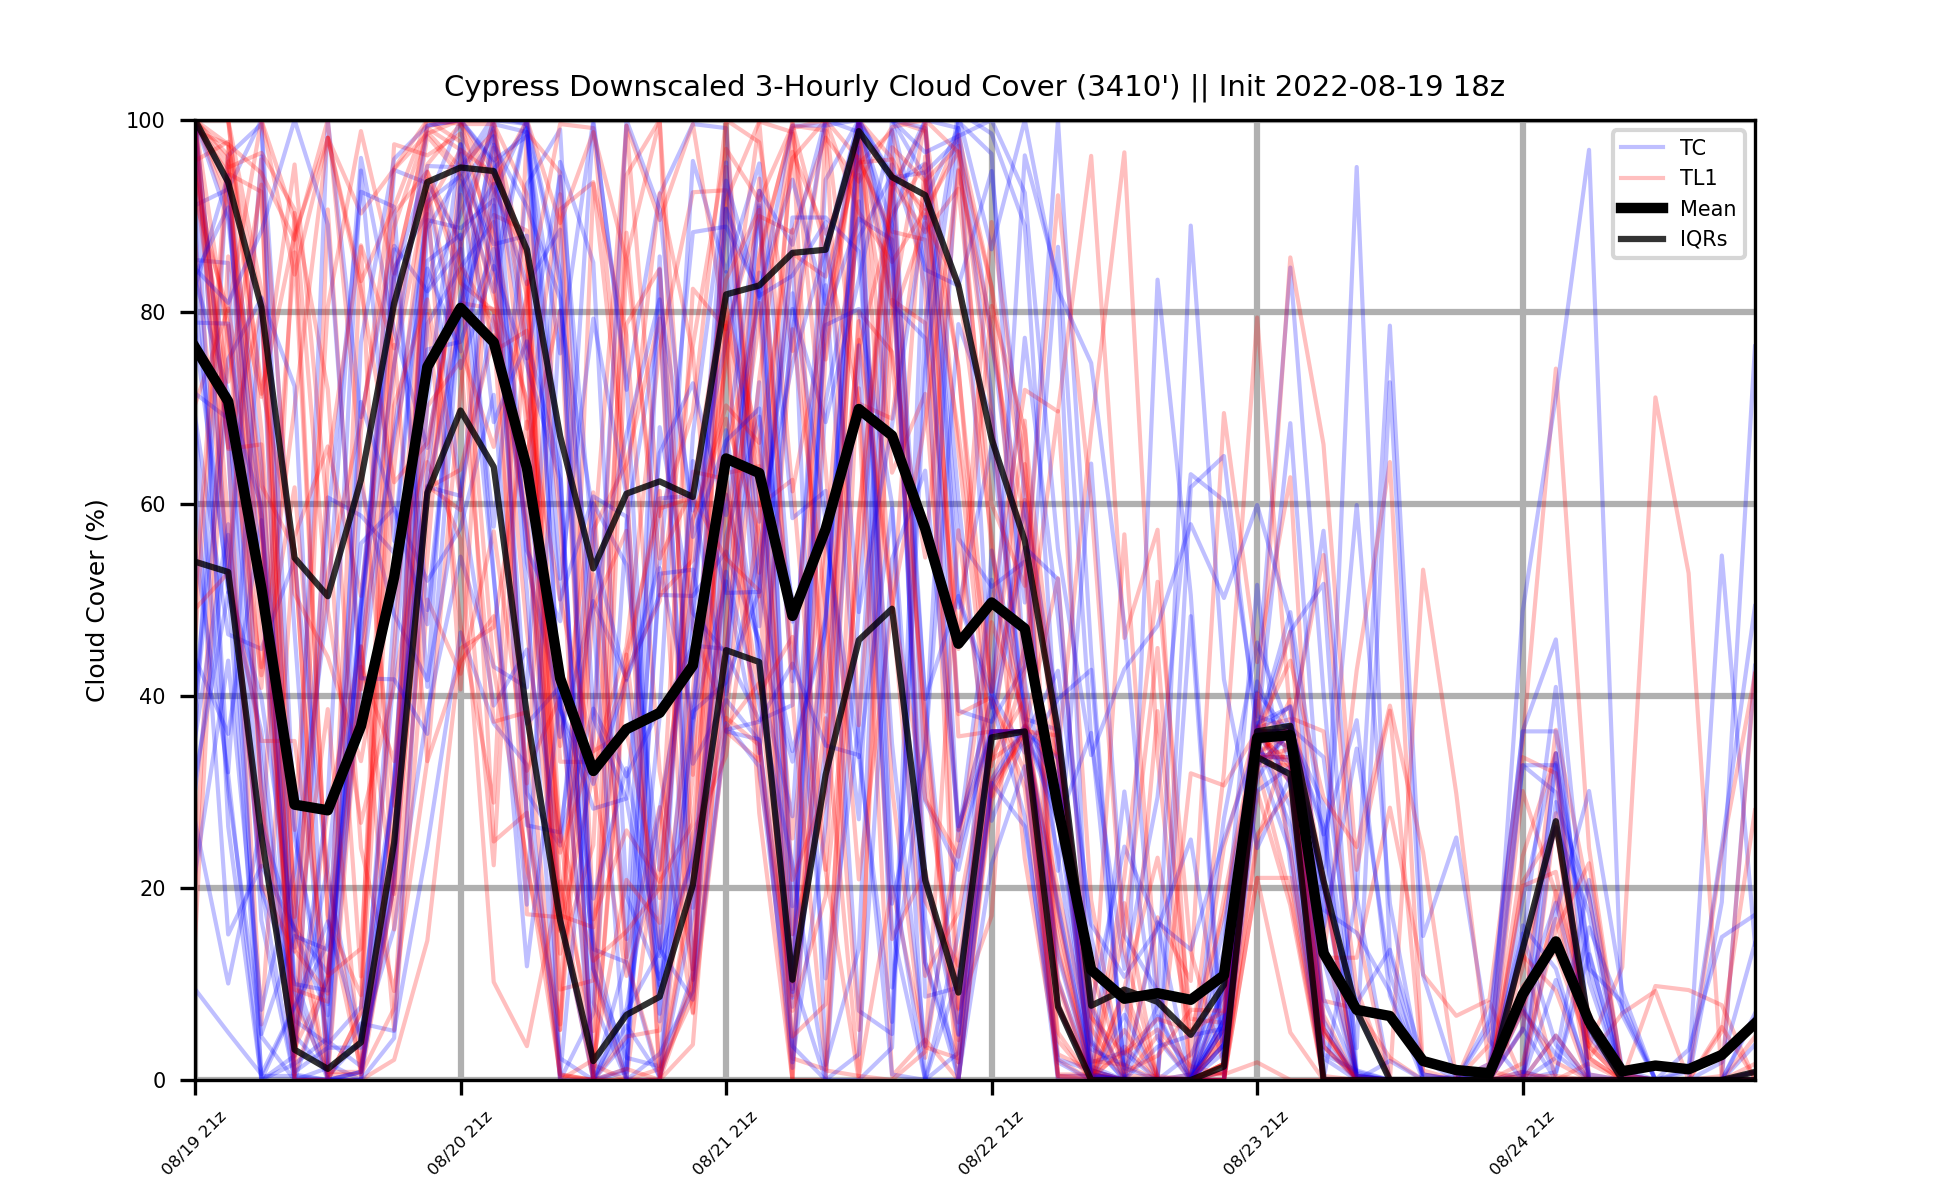 Cypress Downscaled 3-Hourly Cloud Cover (3410') || Init 2022-08-19 18z
Cloud Cover (%)
100
80
60
40
20
0
TC
TL1
Mean
IQRs
08/19 21z
08/20 21z
08/21 21z
08/22 21z
08/23 21z
08/24 21z